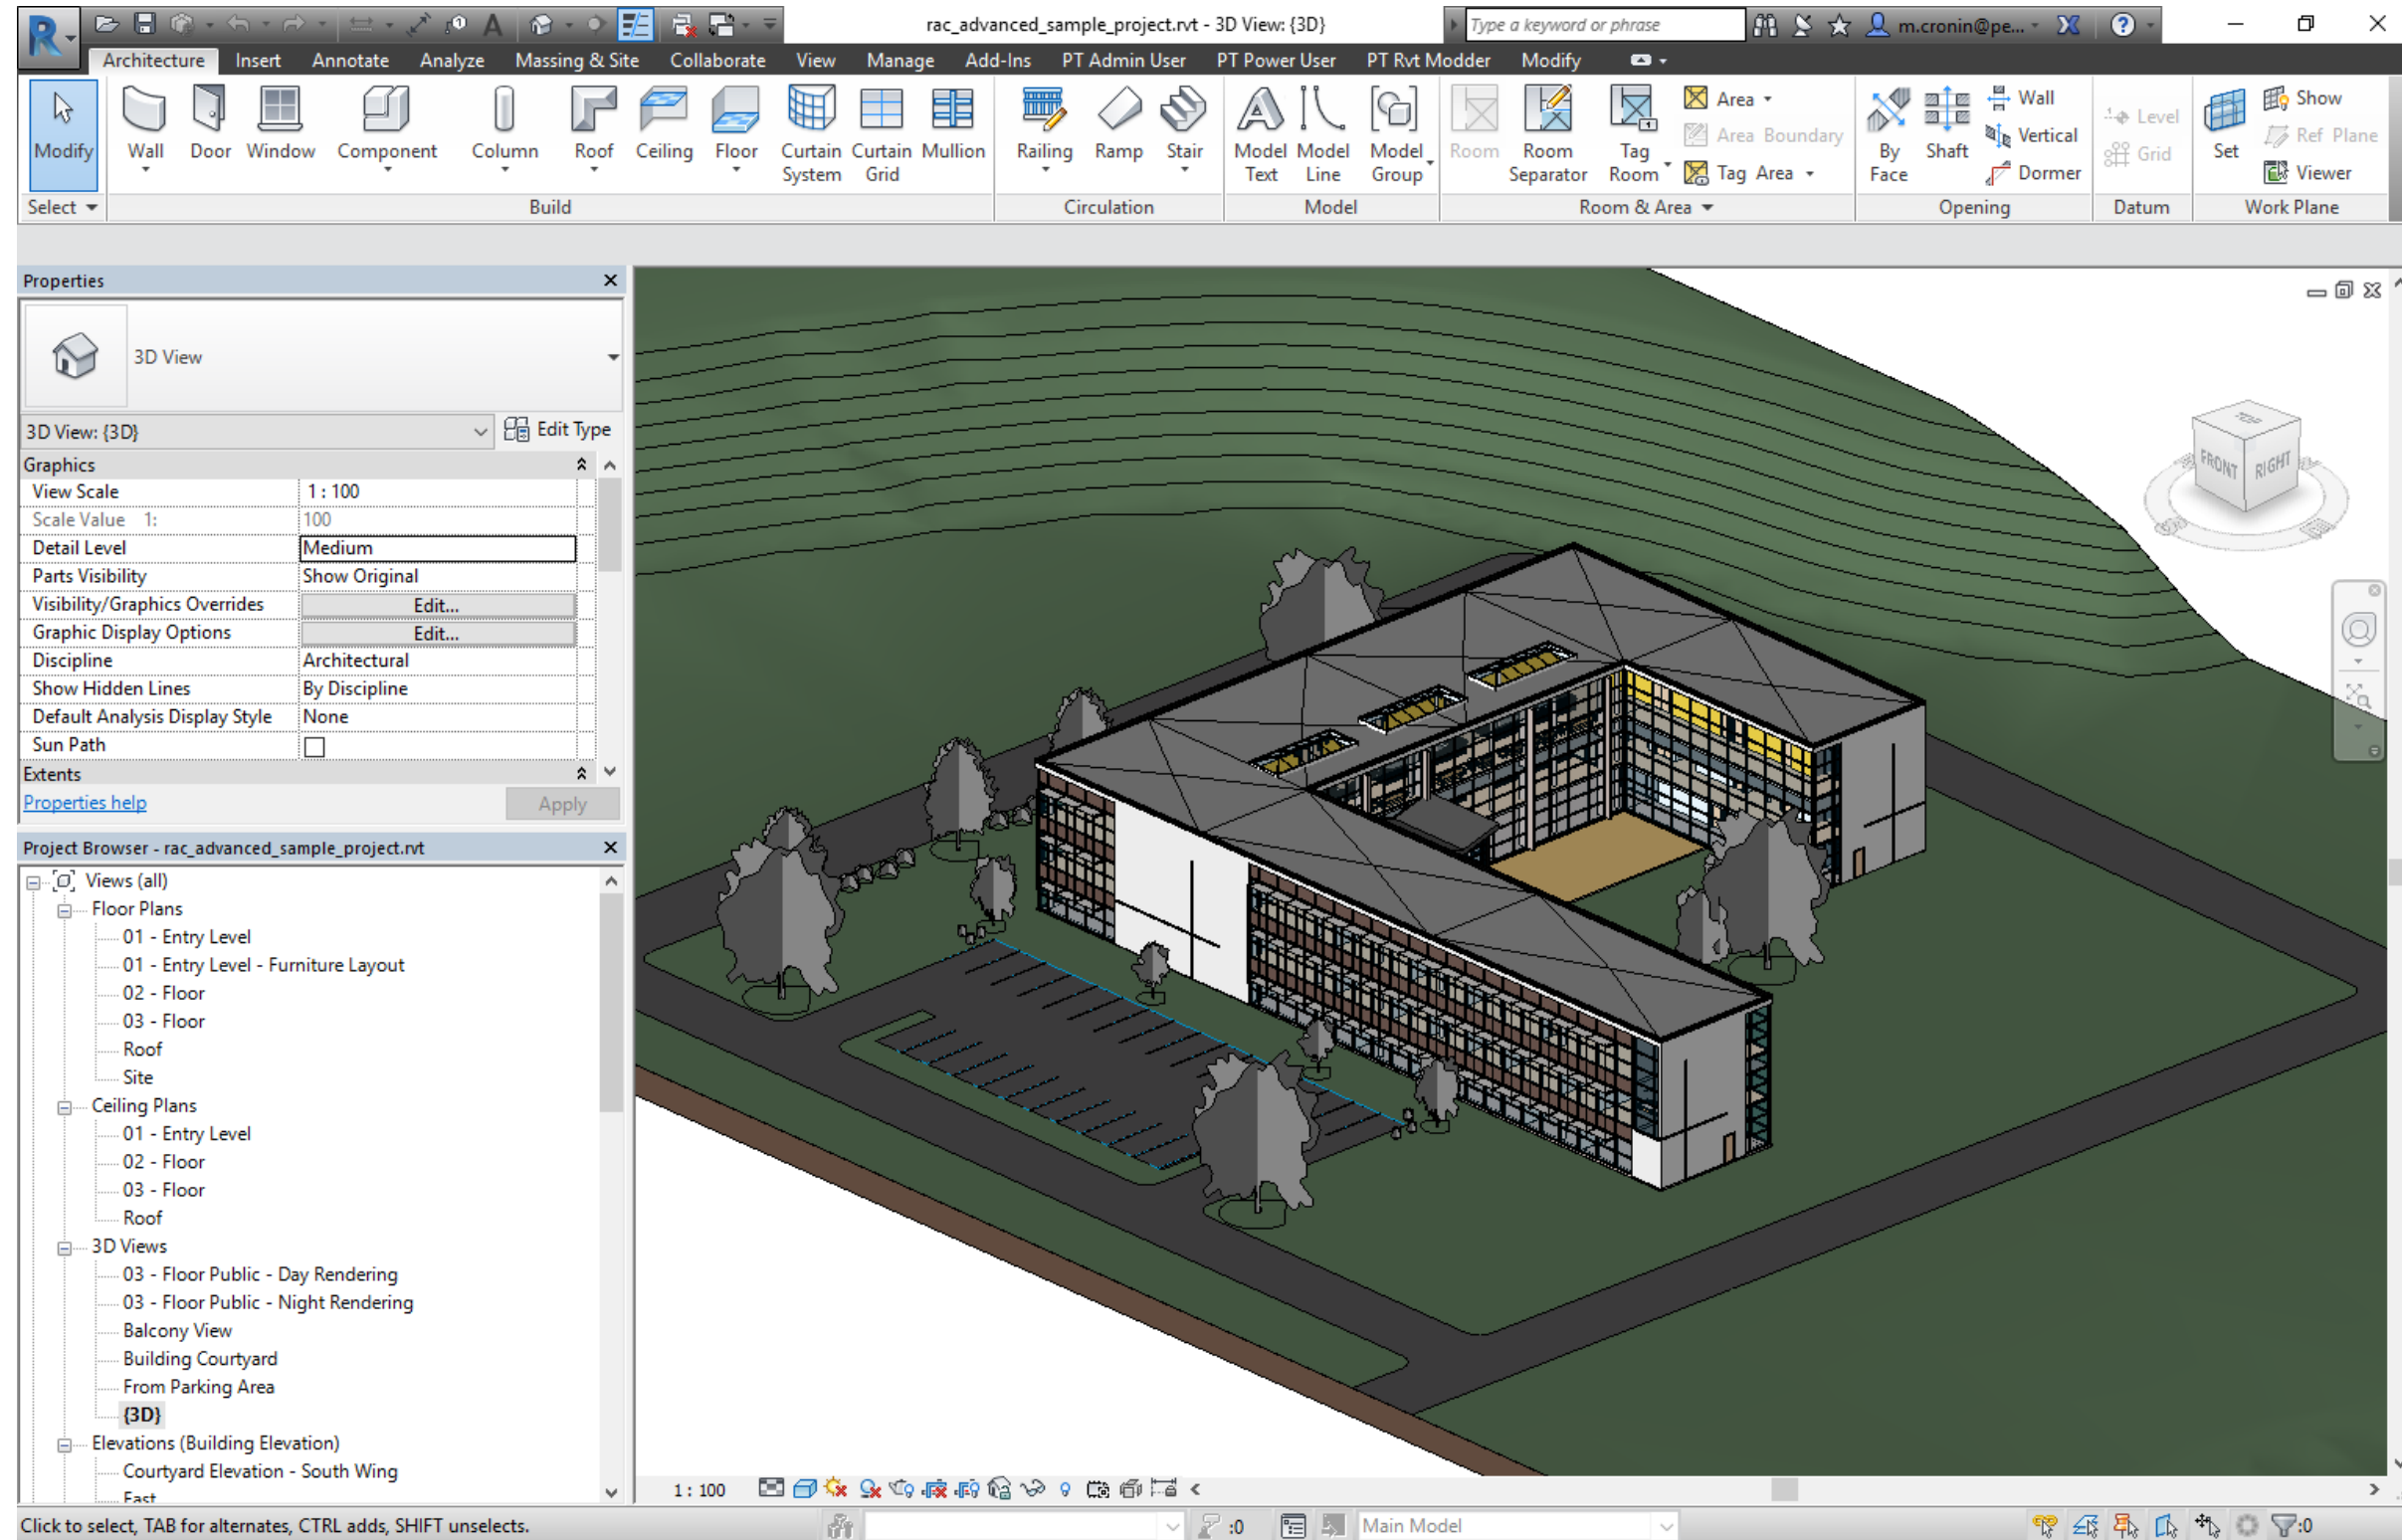 rac_advanced_sample_project.rvt - 3D View: {3D}
Type a keyword or phrase
m.cronin@pe...
Architecture Insert Annotate Analyze Massing & Site Collaborate View Manage Add-Ins PT Admin User PT Power User PT Rvt Modder Modify
Modify
Wall Door Window Component Column Roof Ceiling Floor Curtain System Curtain Grid Mullion
Railing Ramp Stair
Model Text Model Line Model Group
Room Room Separator Tag Room
Area
Area Boundary
Tag Area
By Face Shaft
Wall
Vertical
Dormer
Level
Grid
Set
Show
Ref Plane
Viewer
Select Build Circulation Model Room & Area Opening Datum Work Plane
Properties
3D View
3D View: {3D} Edit Type
Graphics
View Scale 1 : 100
Scale Value 1: 100
Detail Level Medium
Parts Visibility Show Original
Visibility/Graphics Overrides Edit...
Graphic Display Options Edit...
Discipline Architectural
Show Hidden Lines By Discipline
Default Analysis Display Style None
Sun Path
Extents
Properties help Apply
Project Browser - rac_advanced_sample_project.rvt
Views (all)
Floor Plans
01 - Entry Level
01 - Entry Level - Furniture Layout
02 - Floor
03 - Floor
Roof
Site
Ceiling Plans
01 - Entry Level
02 - Floor
03 - Floor
Roof
3D Views
03 - Floor Public - Day Rendering
03 - Floor Public - Night Rendering
Balcony View
Building Courtyard
From Parking Area
{3D}
Elevations (Building Elevation)
Courtyard Elevation - South Wing
East
TOP
FRONT RIGHT
1 : 100
Click to select, TAB for alternates, CTRL adds, SHIFT unselects.
:0
Main Model
:0